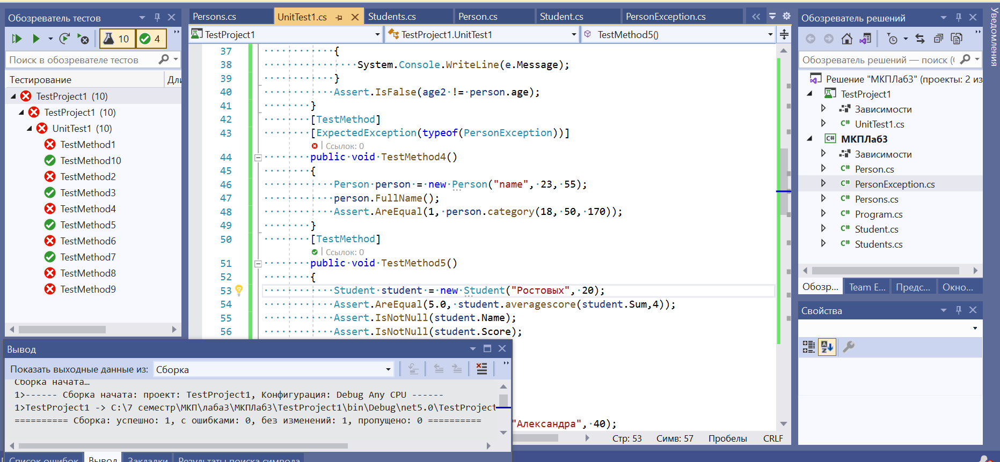 Обозреватель тестов
10
4
Поиск в обозревателе тестов
Тестирование
TestProject1 (10)
TestProject1 (10)
UnitTest1 (10)
TestMethod1
TestMethod10
TestMethod2
TestMethod3
TestMethod4
TestMethod5
TestMethod6
TestMethod7
TestMethod8
TestMethod9
Persons.cs
UnitTest1.cs
Students.cs
Person.cs
Student.cs
PersonException.cs
TestProject1
TestProject1.UnitTest1
TestMethod5()
37 {
38 System.Console.WriteLine(e.Message);
39 }
40 Assert.IsFalse(age2 != person.age);
41 }
42 [TestMethod]
43 [ExpectedException(typeof(PersonException))]
Ссылок: 0
44 public void TestMethod4()
45 {
46 Person person = new Person("name", 23, 55);
47 person.FullName();
48 Assert.AreEqual(1, person.category(18, 50, 170));
49 }
50 [TestMethod]
Ссылок: 0
51 public void TestMethod5()
52 {
53 Student student = new Student("Ростовых", 20);
54 Assert.AreEqual(5.0, student.averagescore(student.Sum,4));
55 Assert.IsNotNull(student.Name);
56 Assert.IsNotNull(student.Score);
"Александра", 40);
Стр: 53
Симв: 57
Пробелы
CRLF
Вывод
Показать выходные данные из:
Сборка
Сборка начата…
1>------ Сборка начата: проект: TestProject1, Конфигурация: Debug Any CPU ------
1>TestProject1 -> C:\7 семестр\МКП\лаба3\МКПЛаб3\TestProject1\bin\Debug\net5.0\TestProject
========== Сборка: успешно: 1, с ошибками: 0, без изменений: 1, пропущено: 0 ==========
Список ошибок
Вывод
Закладки
Результаты поиска символа
Обозреватель решений
Обозреватель решений — поиск (
Решение "МКПЛаб3" (проекты: 2 из
TestProject1
Зависимости
UnitTest1.cs
МКПЛаб3
Зависимости
Person.cs
PersonException.cs
Persons.cs
Program.cs
Student.cs
Students.cs
Обозр...
Team E...
Предс...
Окно...
Свойства
Уведомления